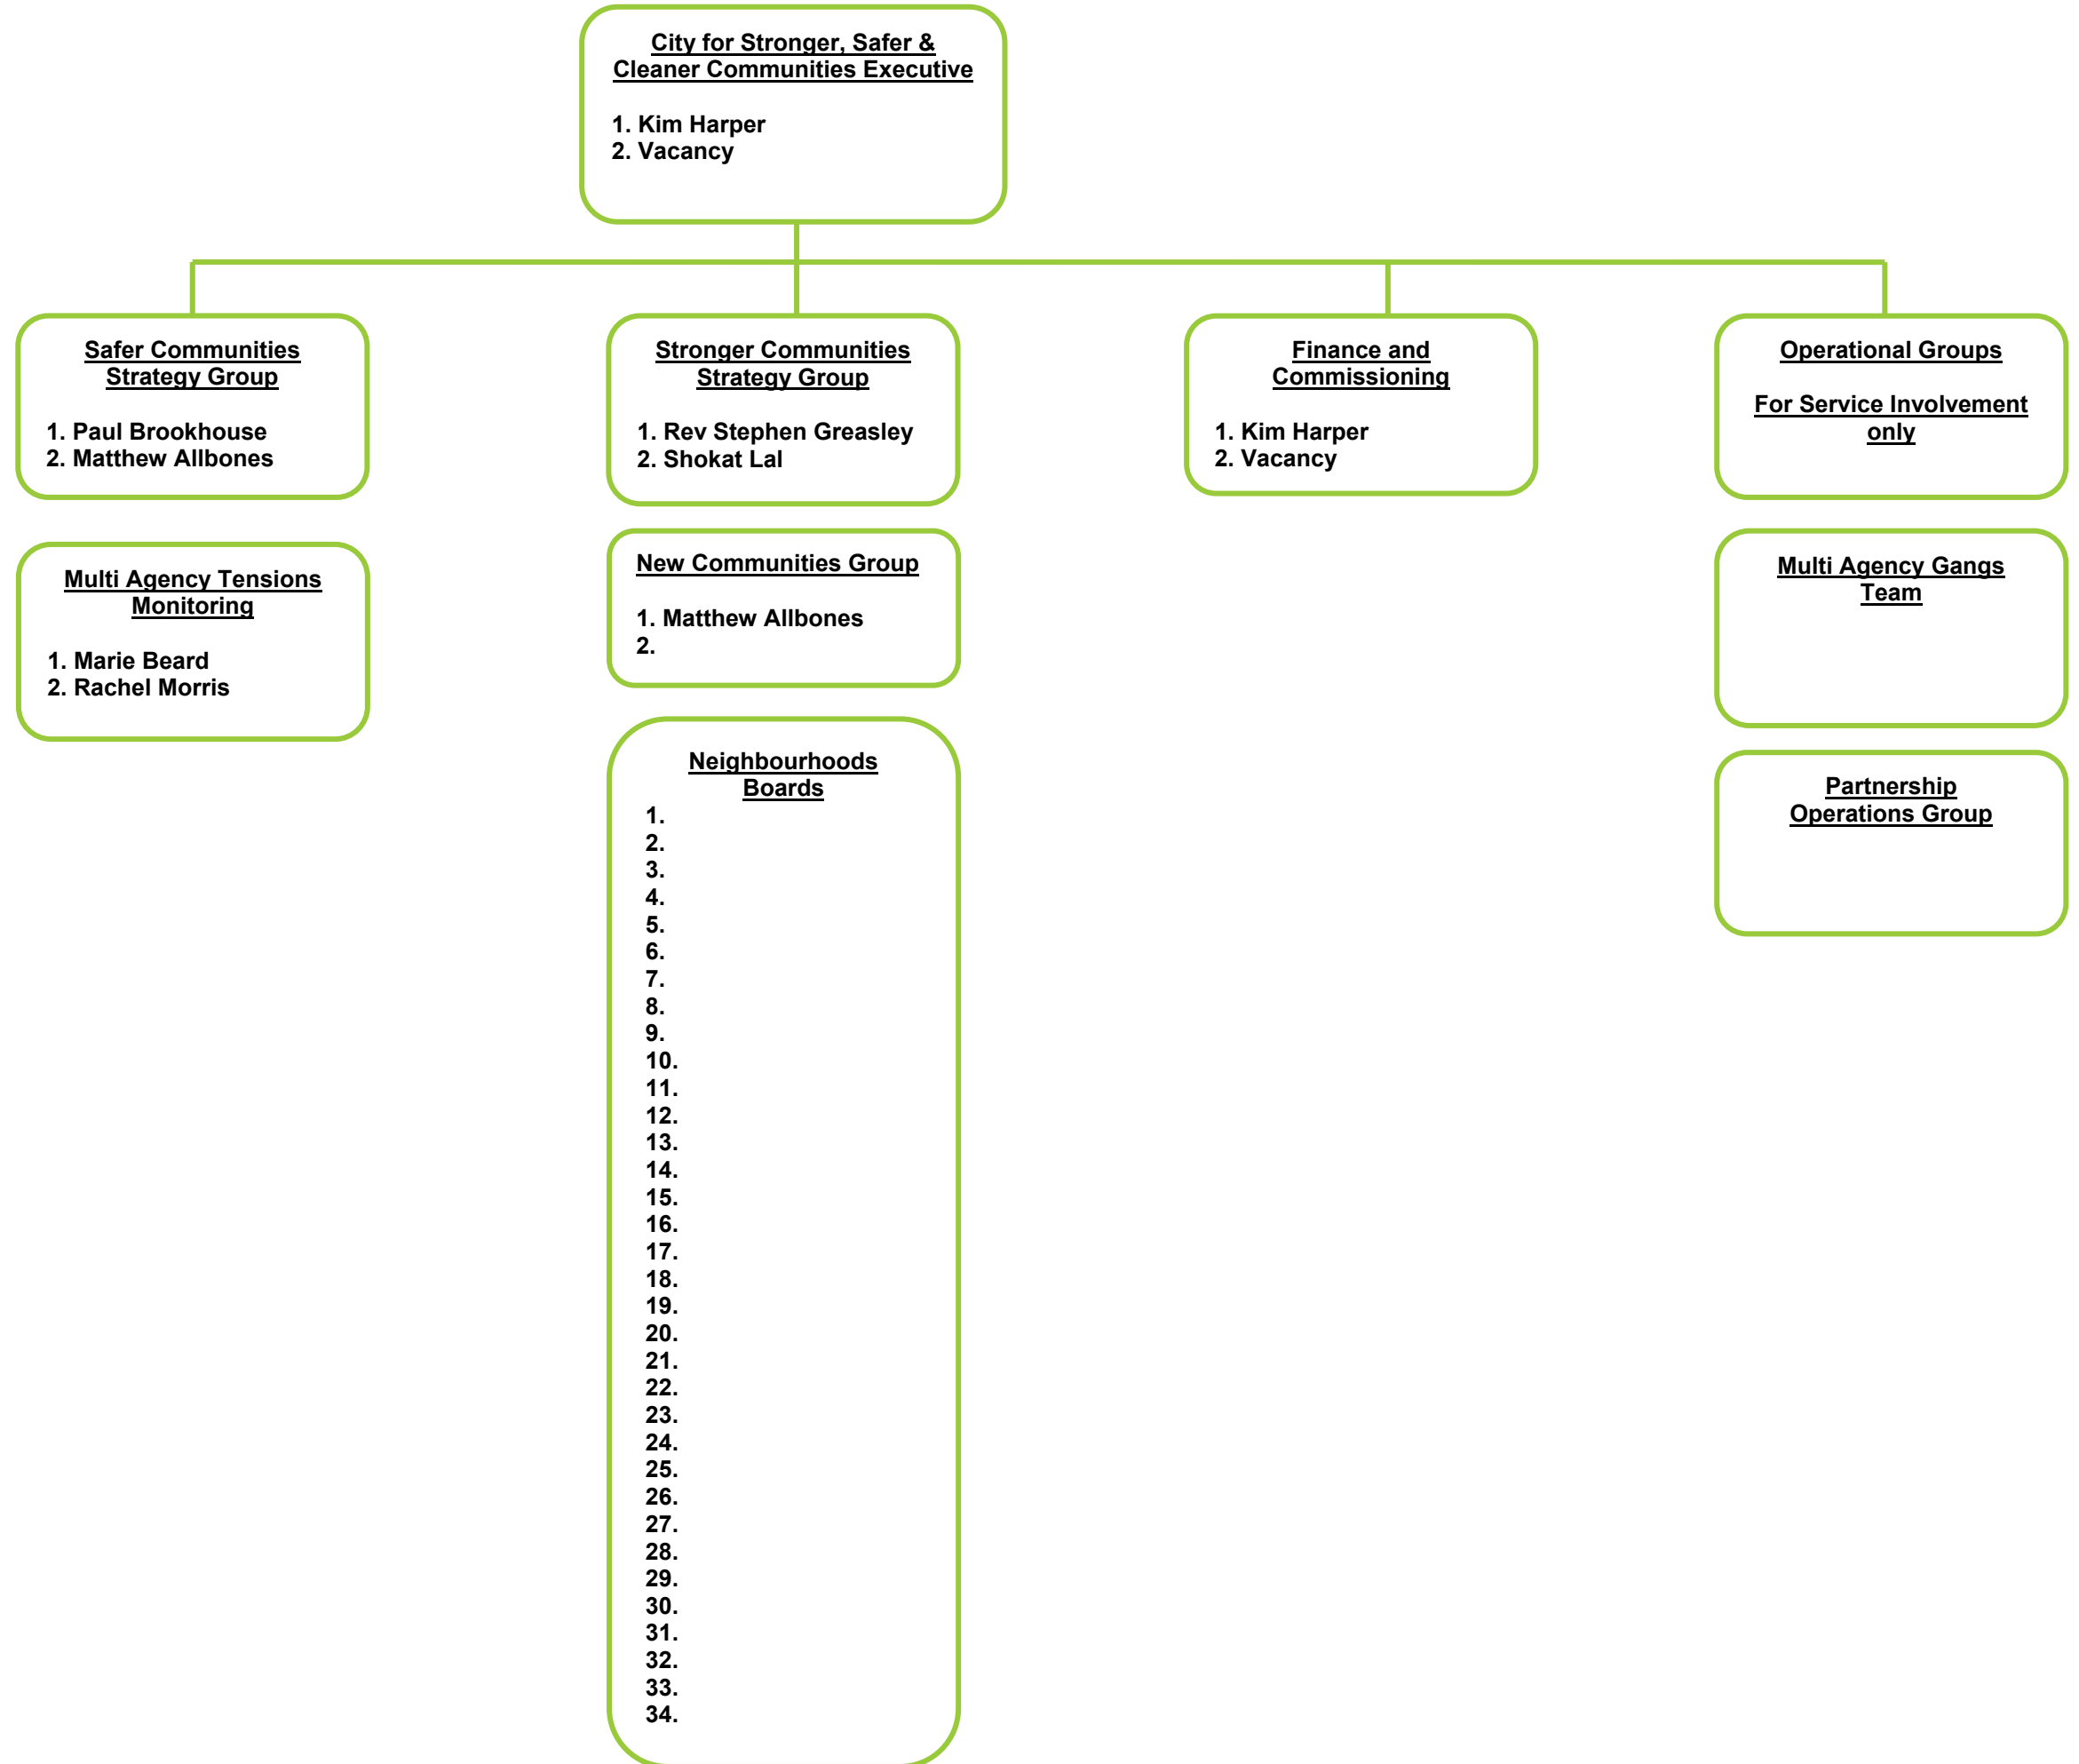 City for Stronger, Safer &
Cleaner Communities Executive
1. Kim Harper
2. Vacancy
Safer Communities
Strategy Group
1. Paul Brookhouse
2. Matthew Allbones
Stronger Communities
Strategy Group
1. Rev Stephen Greasley
2. Shokat Lal
Finance and
Commissioning
1. Kim Harper
2. Vacancy
Operational Groups
For Service Involvement
only
Multi Agency Tensions
Monitoring
1. Marie Beard
2. Rachel Morris
New Communities Group
1. Matthew Allbones
2.
Multi Agency Gangs
Team
Neighbourhoods
Boards
1.
2.
3.
4.
5.
6.
7.
8.
9.
10.
11.
12.
13.
14.
15.
16.
17.
18.
19.
20.
21.
22.
23.
24.
25.
26.
27.
28.
29.
30.
31.
32.
33.
34.
Partnership
Operations Group